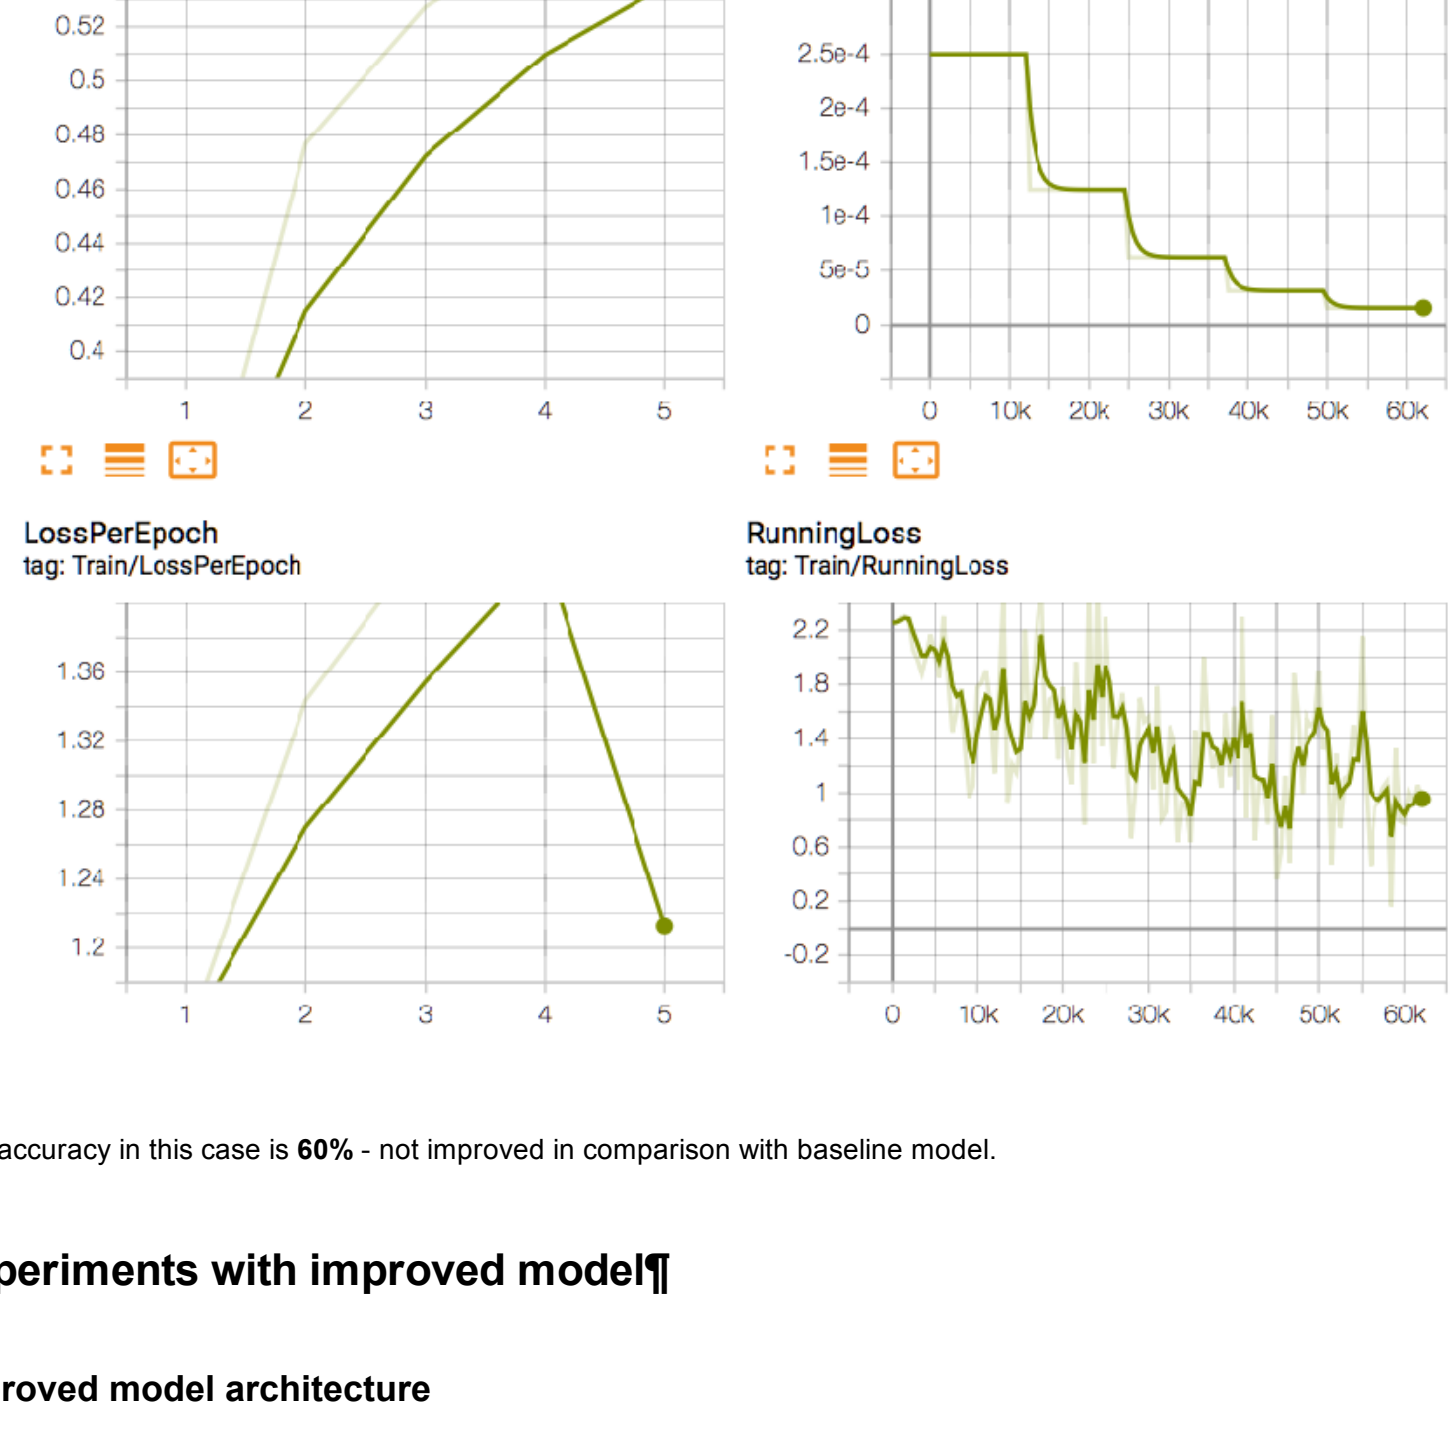 0.52
0.5
0.48
0.46
0.44
0.42
0.4
1 2 3 4 5
2.5e-4
2e-4
1.5e-4
1e-4
5e-5
0
0 10k 20k 30k 40k 50k 60k
LossPerEpoch
tag: Train/LossPerEpoch
1.36
1.32
1.28
1.24
1.2
1 2 3 4 5
RunningLoss
tag: Train/RunningLoss
2.2
1.8
1.4
1
0.6
0.2
-0.2
0 10k 20k 30k 40k 50k 60k
accuracy in this case is 60% - not improved in comparison with baseline model.
periments with improved model¶
roved model architecture